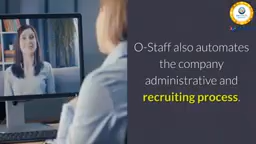 O-Staff also automates
the company
administrative and
recruiting process.